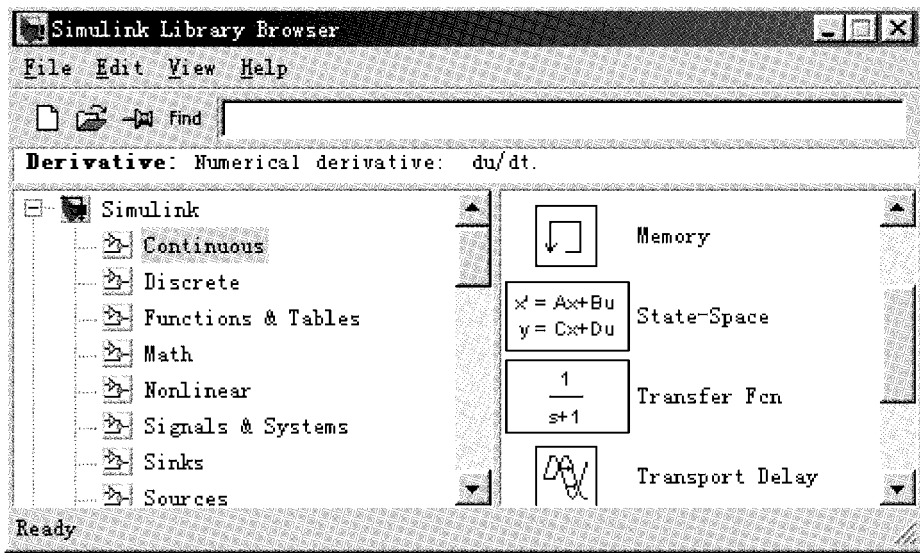 Simulink Library Browser
File Edit View Help
Find
Derivative: Numerical derivative: du/dt.
Simulink
Continuous
Discrete
Functions & Tables
Math
Nonlinear
Signals & Systems
Sinks
Sources
Memory
x' = Ax+Bu
y = Cx+Du
State-Space
1
s+1
Transfer Fcn
Transport Delay
Ready